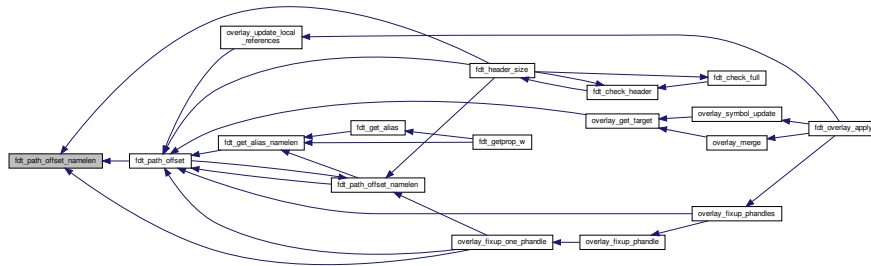 overlay_update_local
_references
fdt_header_size
fdt_check_full
fdt_check_header
overlay_symbol_update
overlay_get_target
fdt_get_alias
fdt_overlay_apply
fdt_get_alias_namelen
fdt_getprop_w
overlay_merge
fdt_path_offset_namelen
fdt_path_offset
fdt_path_offset_namelen
overlay_fixup_phandles
overlay_fixup_one_phandle
overlay_fixup_phandle